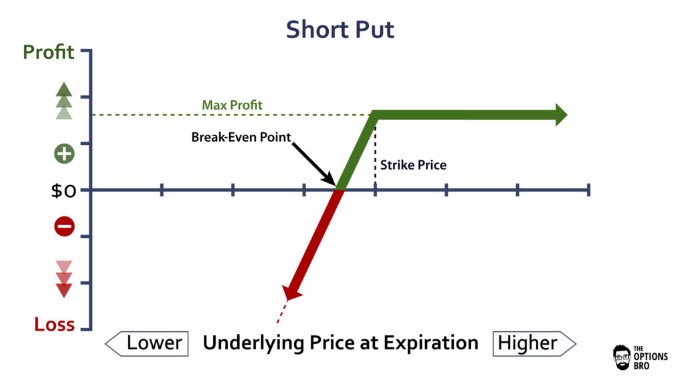 Short Put
Profit
Max Profit
Break-Even Point
Strike Price
$0
Loss
Lower
Underlying Price at Expiration
Higher
THE
OPTIONS
BRO